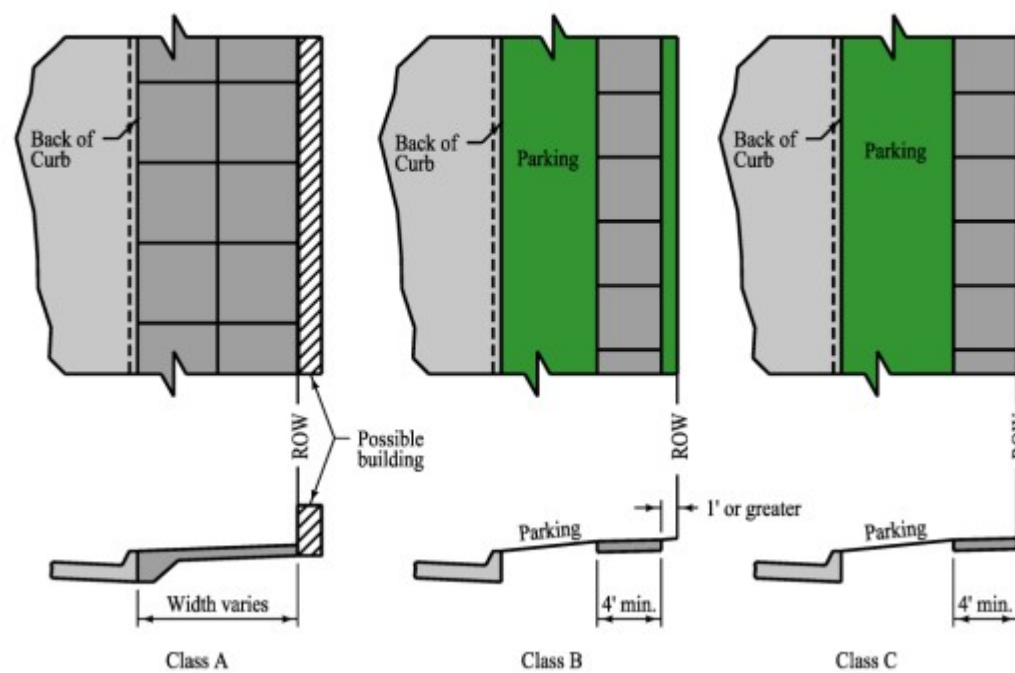 Back of
Curb
Back of
Curb
Parking
Back of
Curb
Parking
ROW
Possible
building
ROW
ROW
1' or greater
Parking
Parking
Width varies
4' min.
4' min.
Class A
Class B
Class C